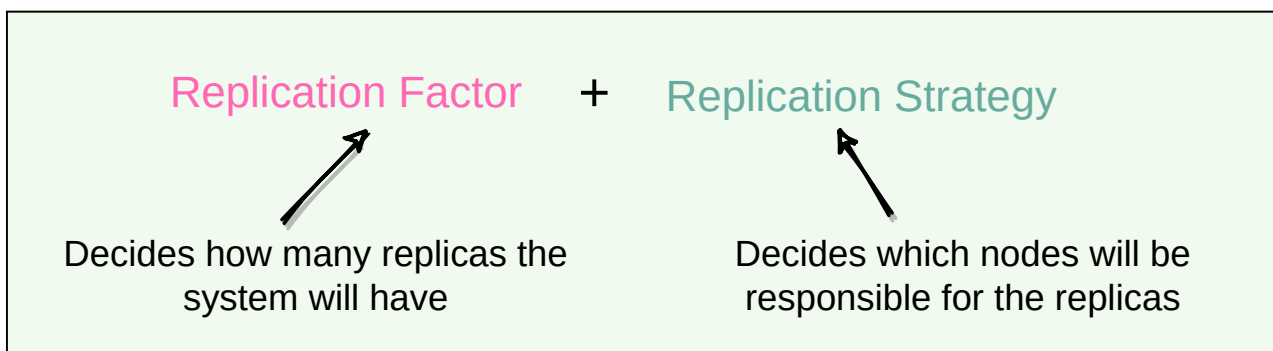 Replication Factor + Replication Strategy
Decides how many replicas the
system will have
Decides which nodes will be
responsible for the replicas